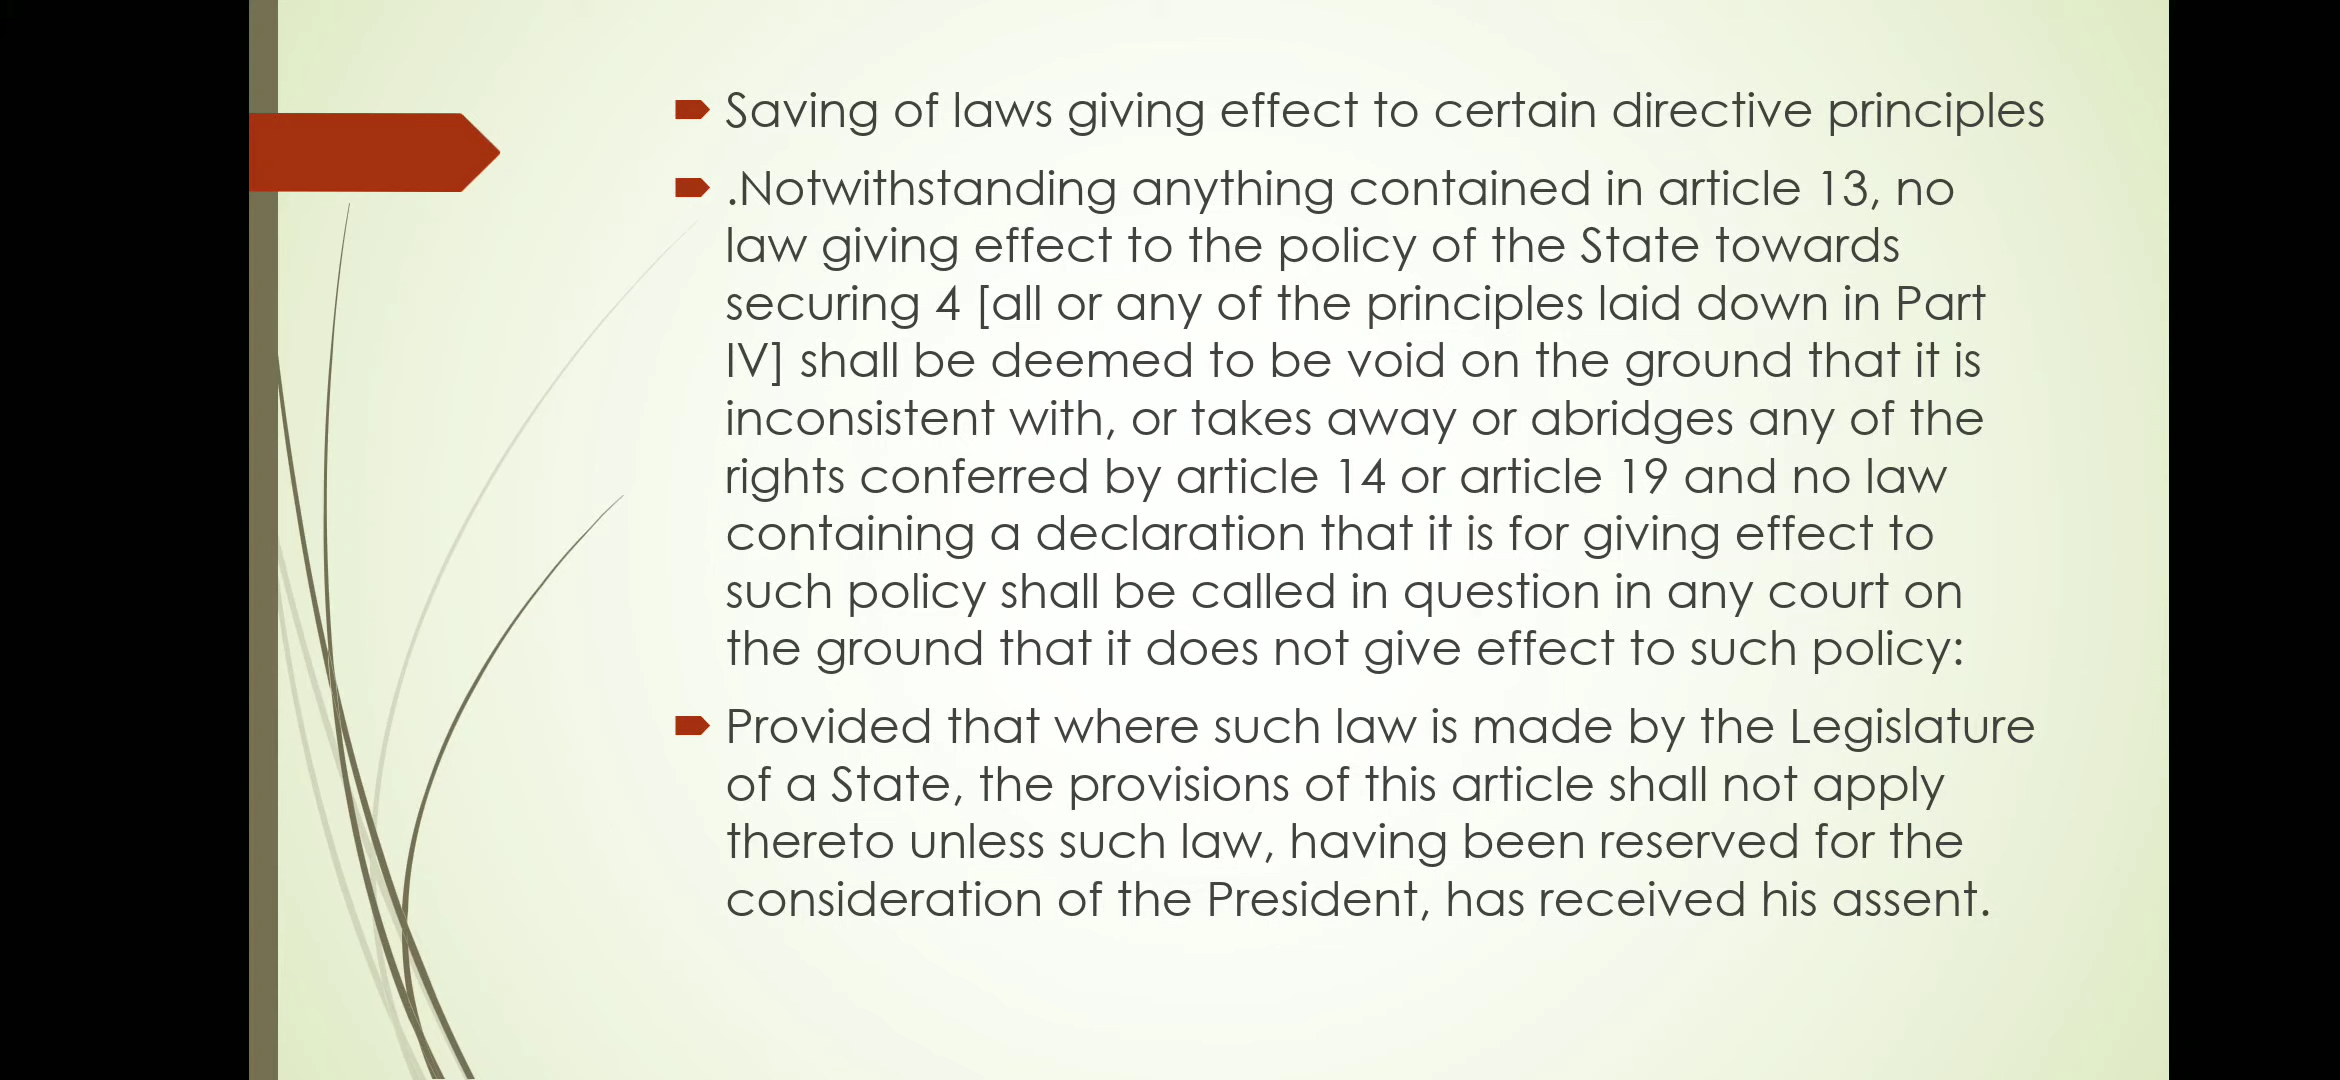 Saving of laws giving effect to certain directive principles
.Notwithstanding anything contained in article 13, no
law giving effect to the policy of the State towards
securing 4 [all or any of the principles laid down in Part
IV] shall be deemed to be void on the ground that it is
inconsistent with, or takes away or abridges any of the
rights conferred by article 14 or article 19 and no law
containing a declaration that it is for giving effect to
such policy shall be called in question in any court on
the ground that it does not give effect to such policy:
Provided that where such law is made by the Legislature
of a State, the provisions of this article shall not apply
thereto unless such law, having been reserved for the
consideration of the President, has received his assent.